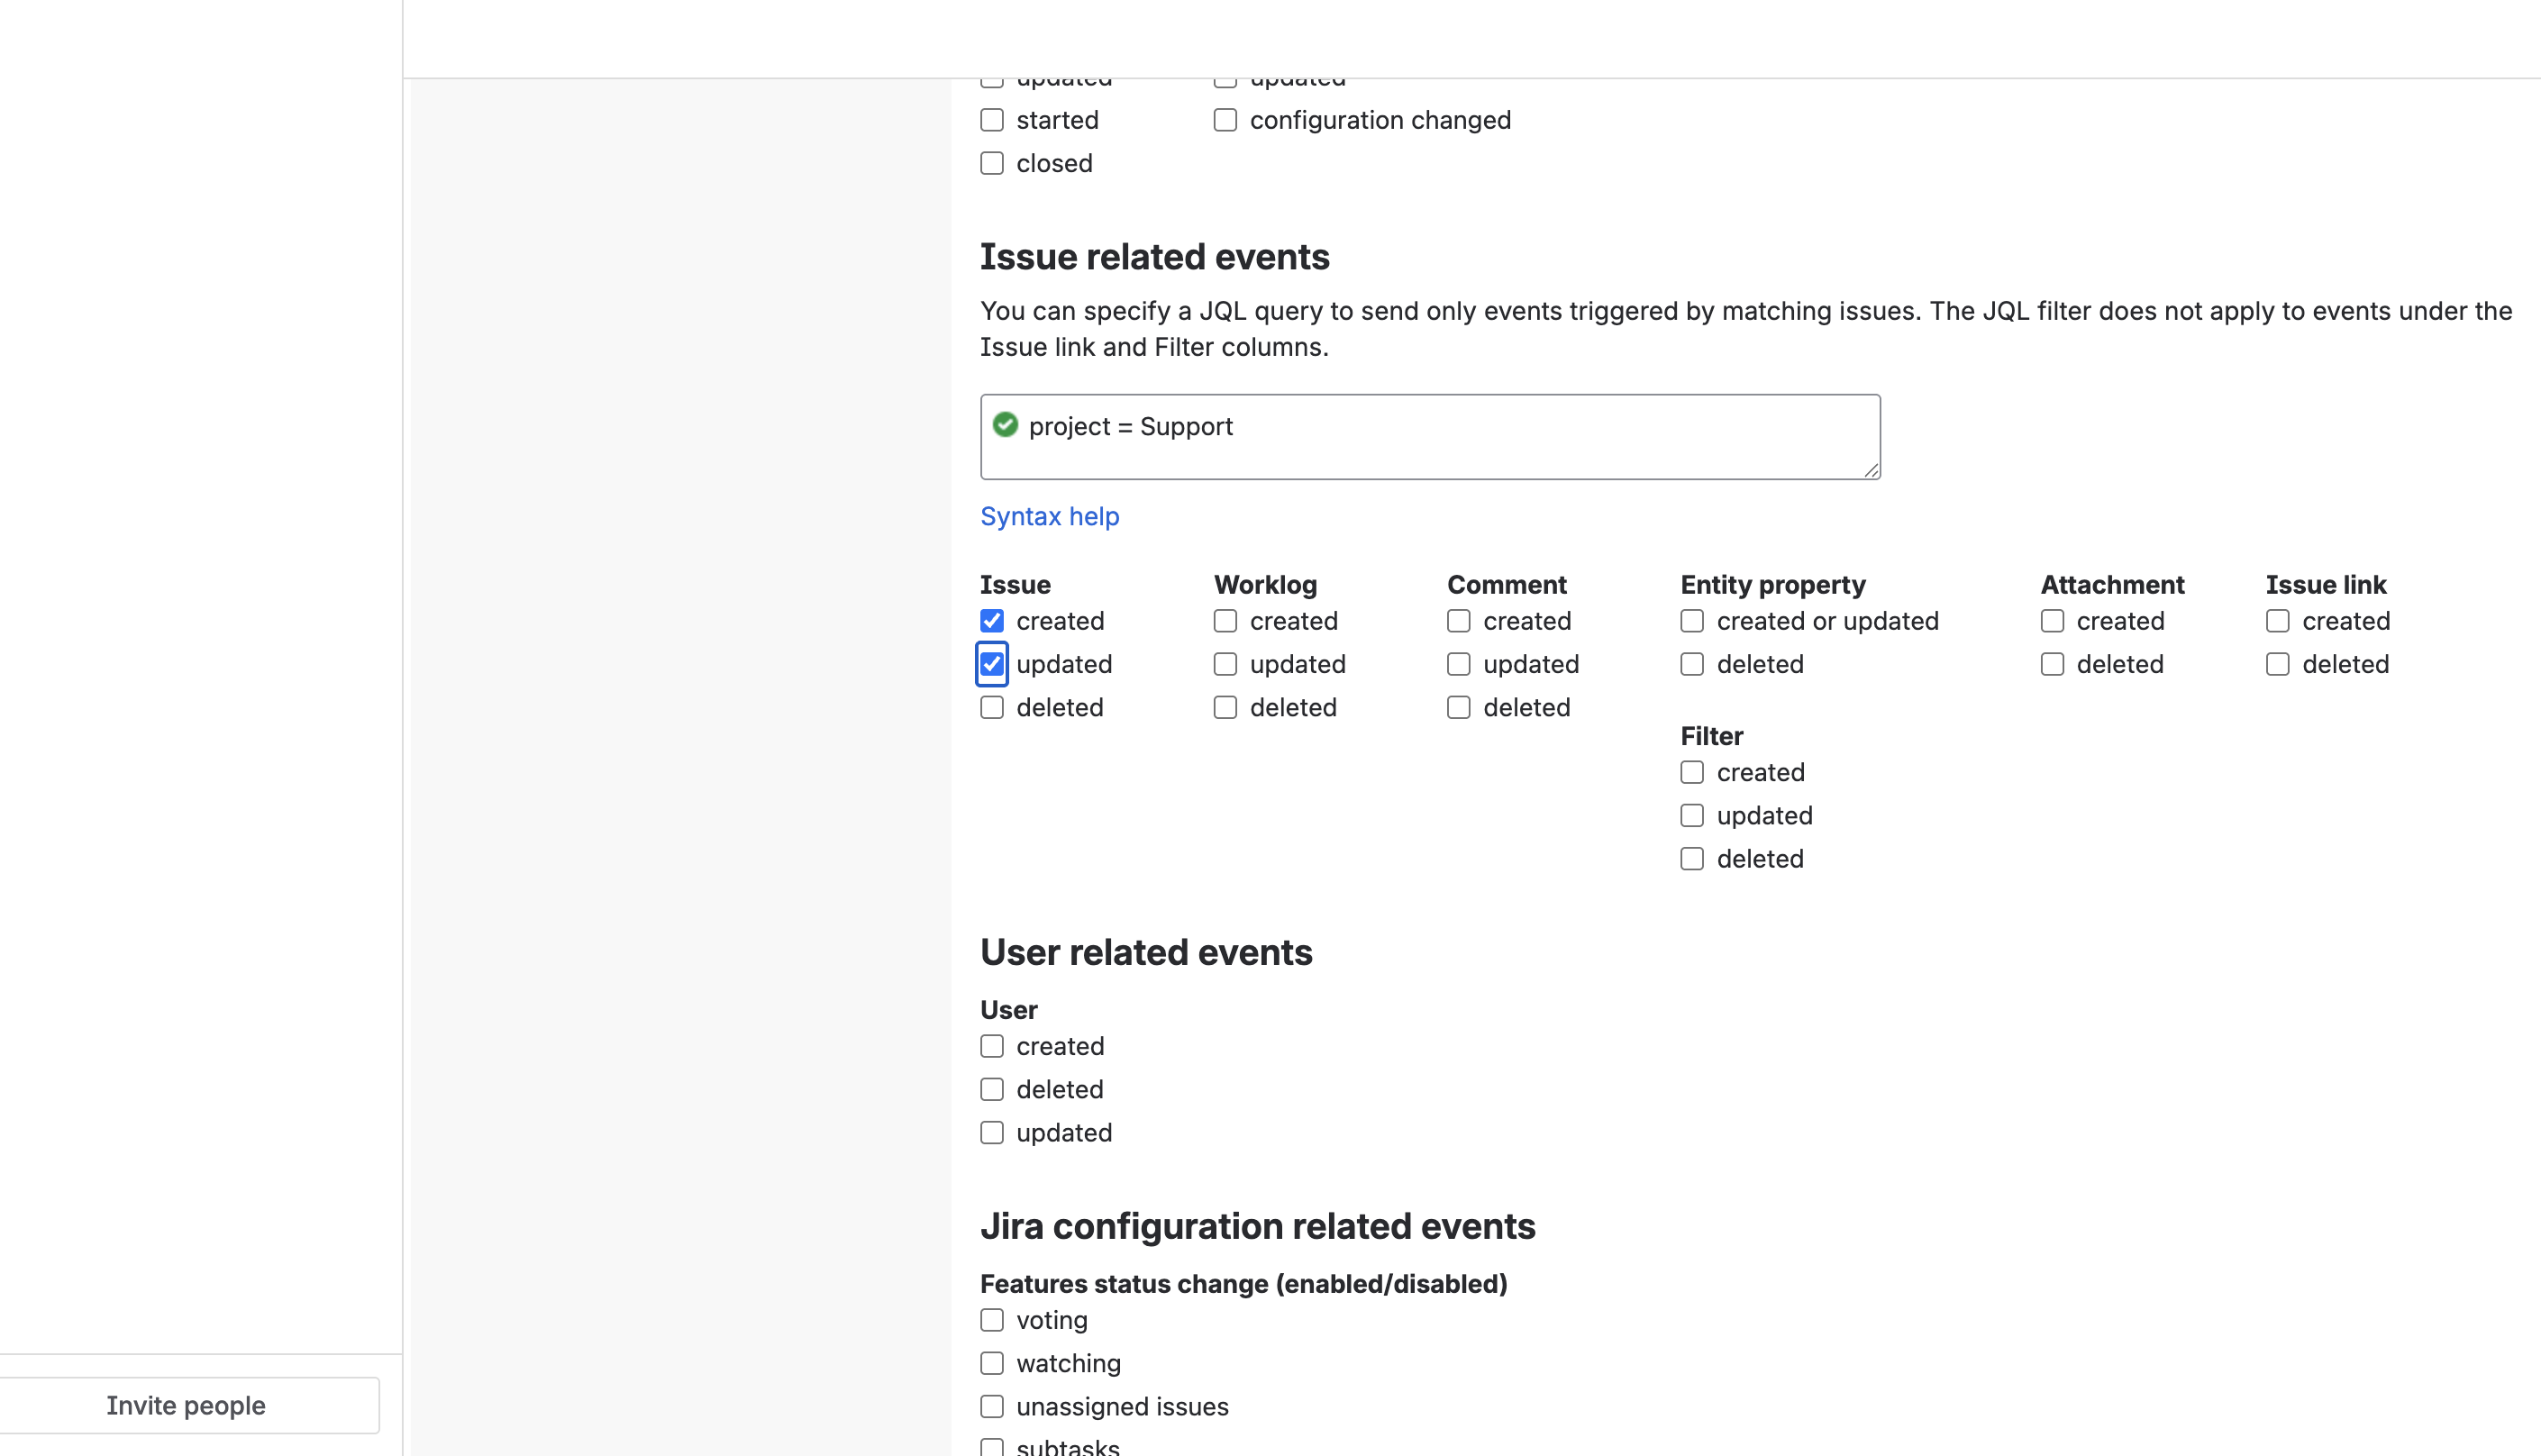 updated updated
started configuration changed
closed
Issue related events
You can specify a JQL query to send only events triggered by matching issues. The JQL filter does not apply to events under the
Issue link and Filter columns.
project = Support
Syntax help
Issue Worklog Comment Entity property Attachment Issue link
created created created created or updated created created
updated updated updated deleted deleted deleted
deleted deleted deleted
Filter
created
updated
deleted
User related events
User
created
deleted
updated
Jira configuration related events
Features status change (enabled/disabled)
voting
watching
Invite people
unassigned issues
subtasks